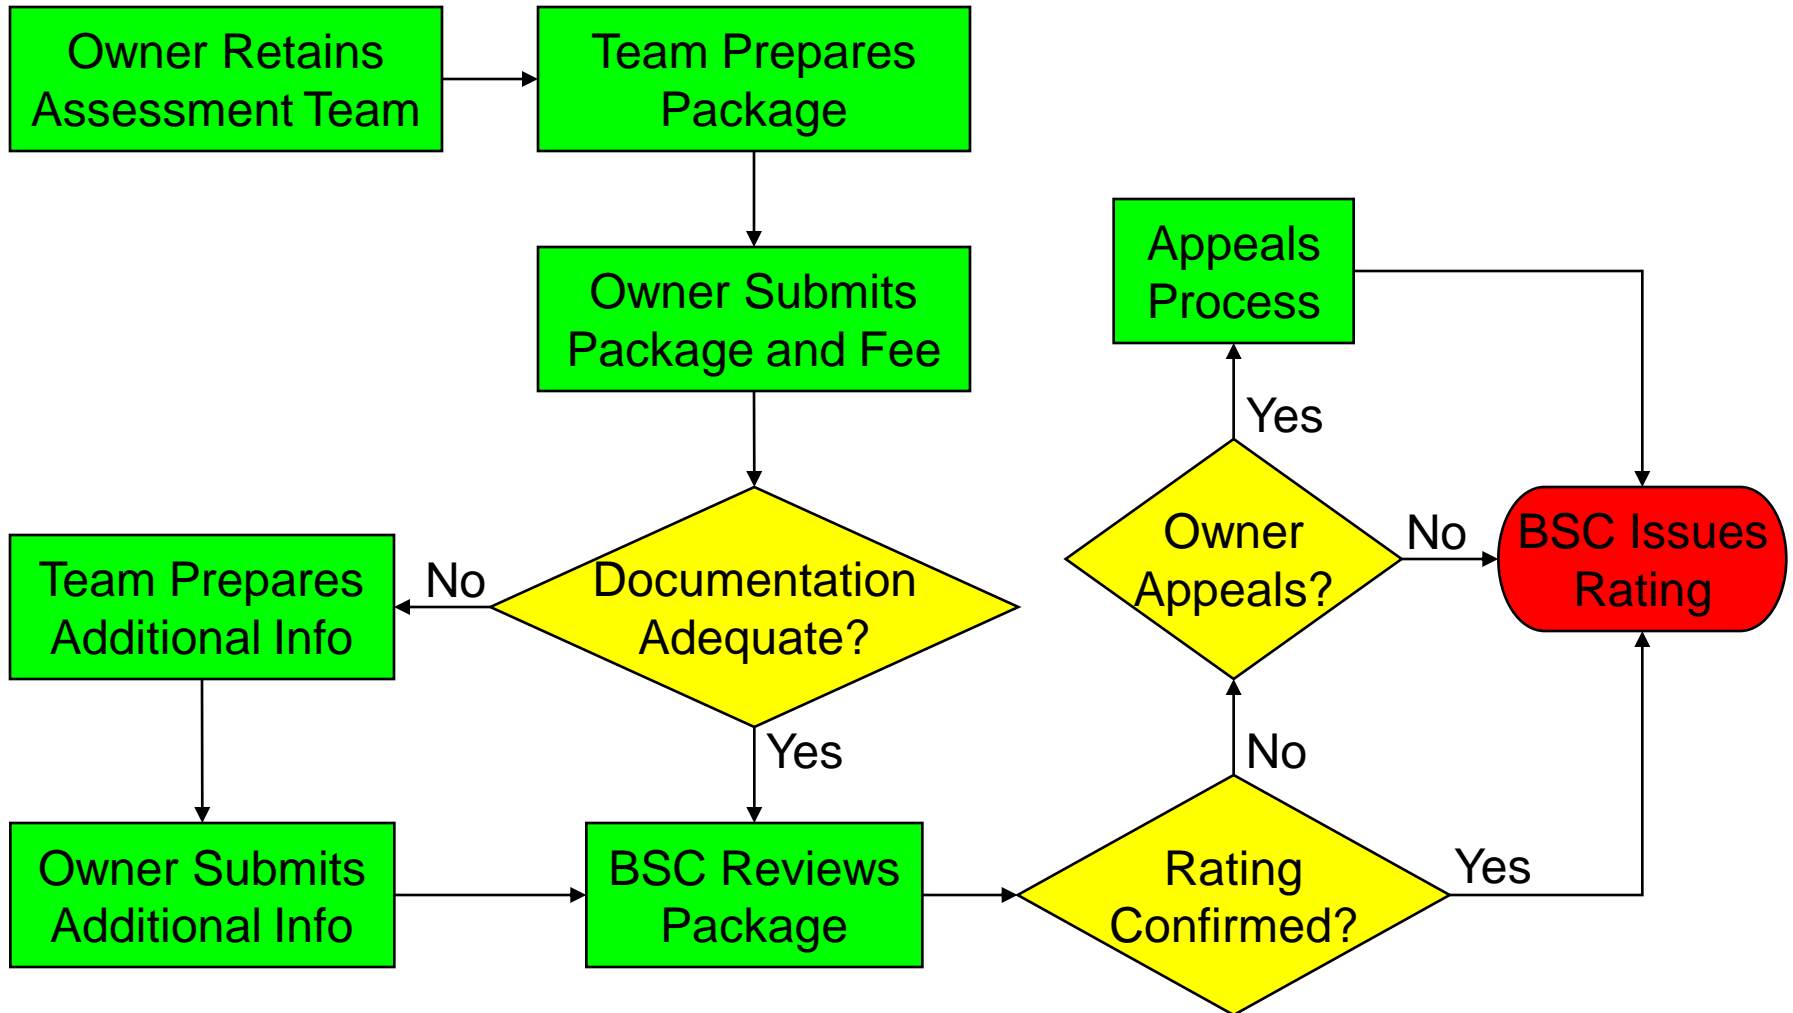 Owner Retains
Assessment Team
Team Prepares
Package
Owner Submits
Package and Fee
Appeals
Process
Yes
Documentation
Adequate?
No
Team Prepares
Additional Info
Yes
Owner
Appeals?
No
BSC Issues
Rating
No
Owner Submits
Additional Info
BSC Reviews
Package
Rating
Confirmed?
Yes